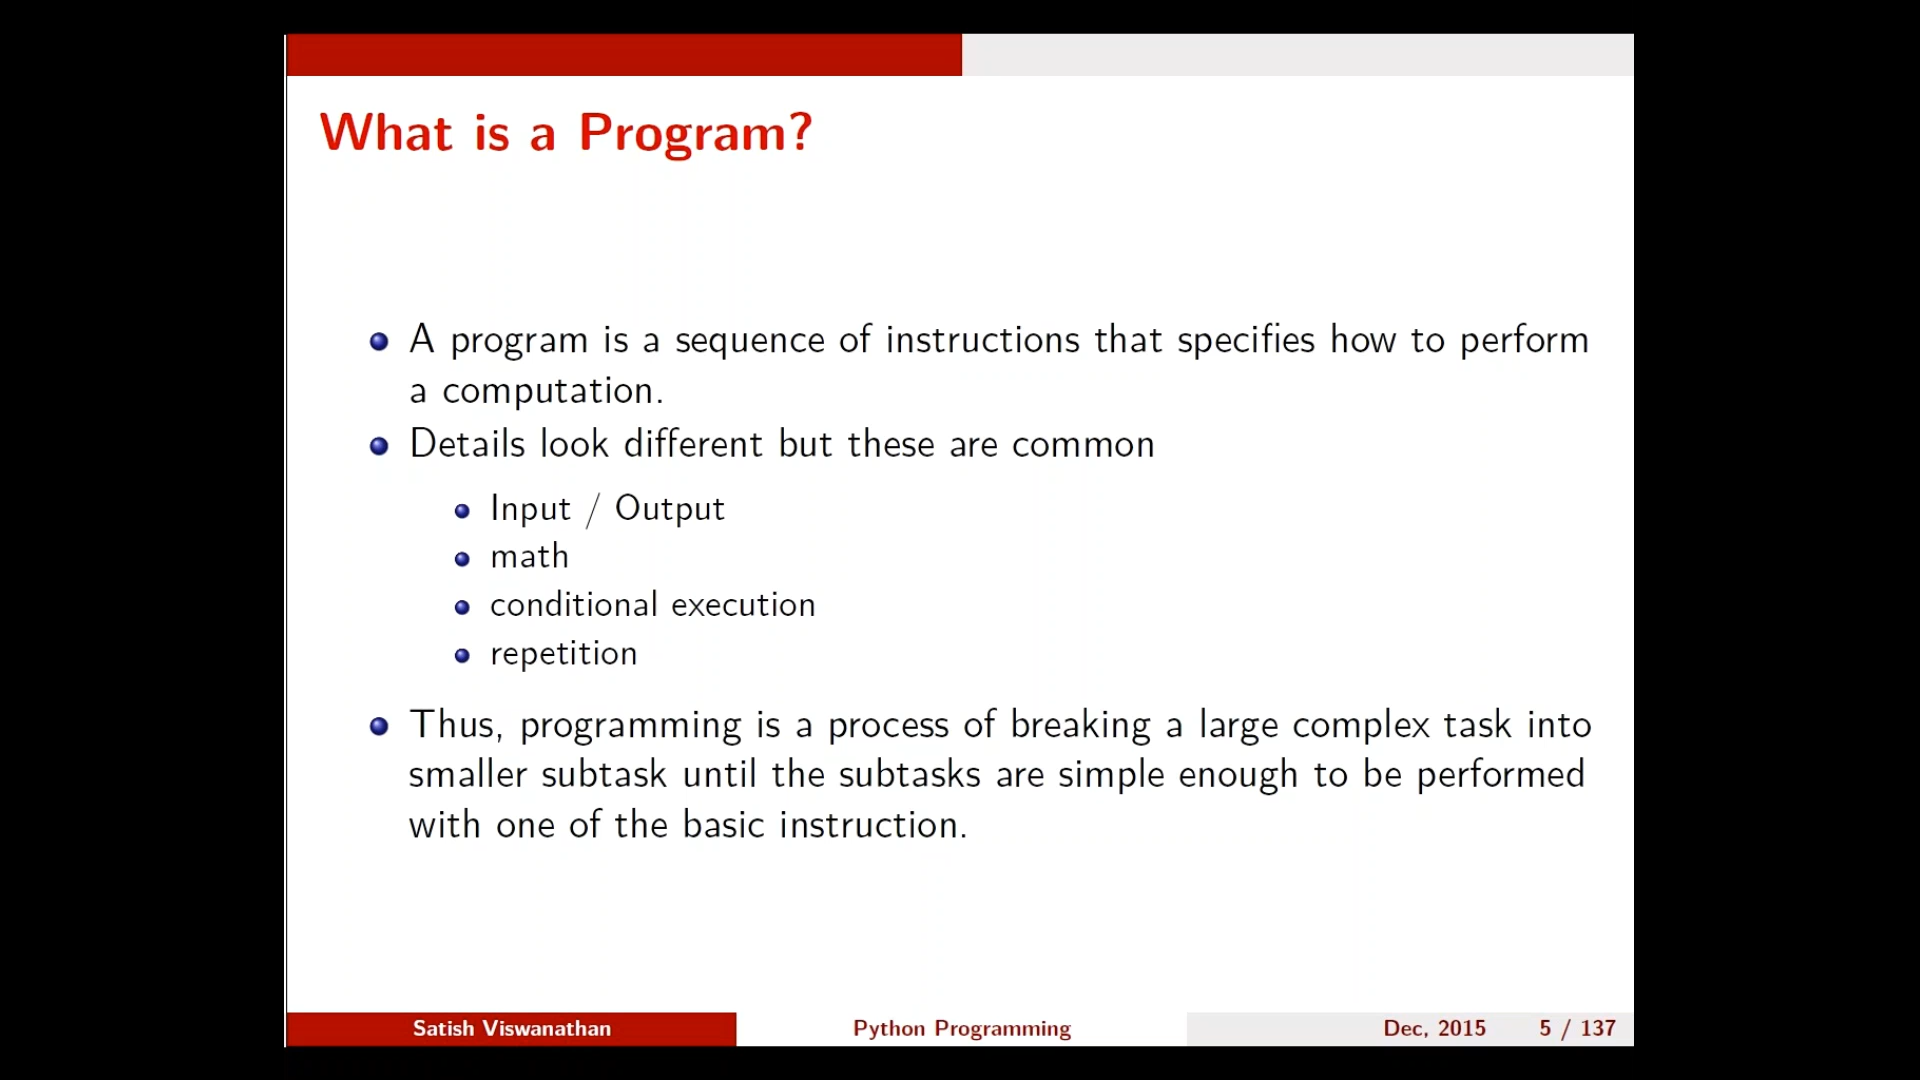 What is a Program?
A program is a sequence of instructions that specifies how to perform
a computation.
Details look different but these are common
Input / Output
math
conditional execution
repetition
Thus, programming is a process of breaking a large complex task into
smaller subtask until the subtasks are simple enough to be performed
with one of the basic instruction.
Satish Viswanathan Python Programming Dec, 2015 5 / 137